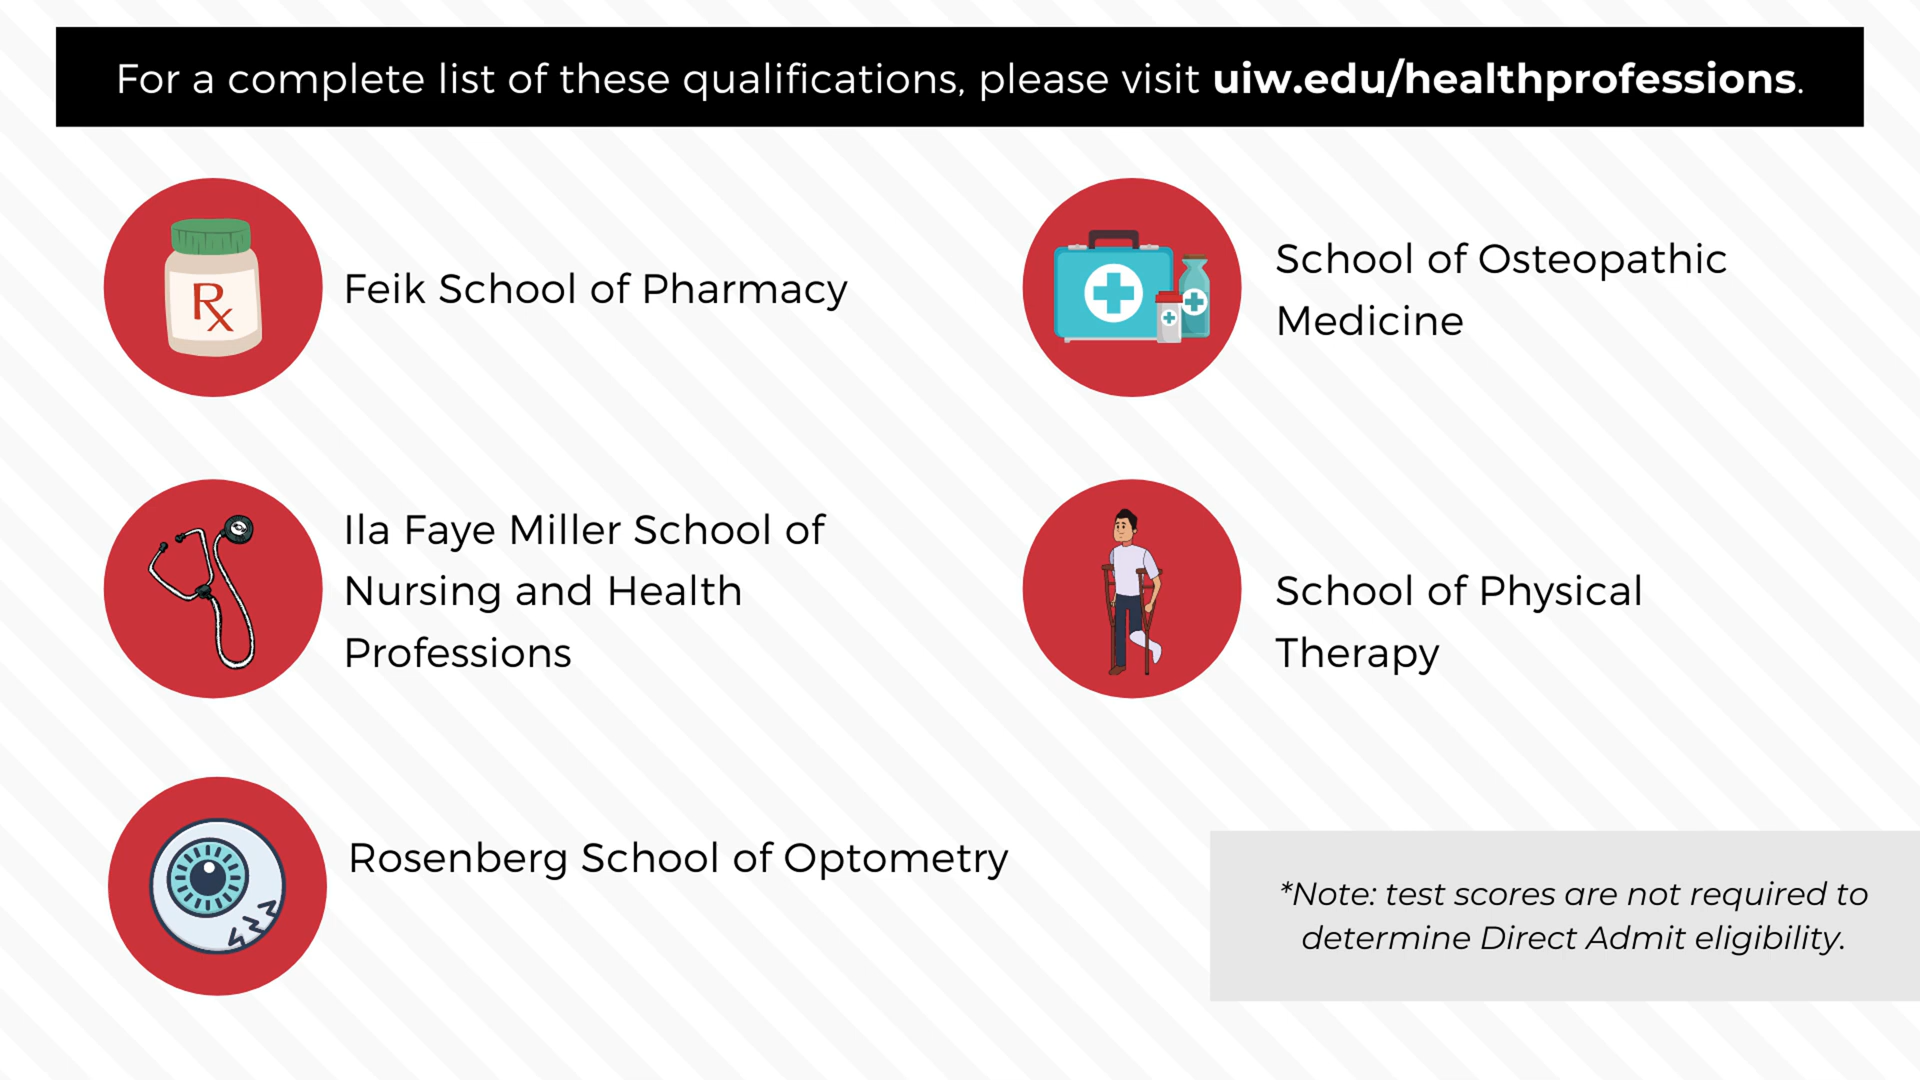 For a complete list of these qualifications, please visit uiw.edu/healthprofessions.
Rx
Feik School of Pharmacy
School of Osteopathic
Medicine
Ila Faye Miller School of
Nursing and Health
Professions
School of Physical
Therapy
Rosenberg School of Optometry
*Note: test scores are not required to
determine Direct Admit eligibility.